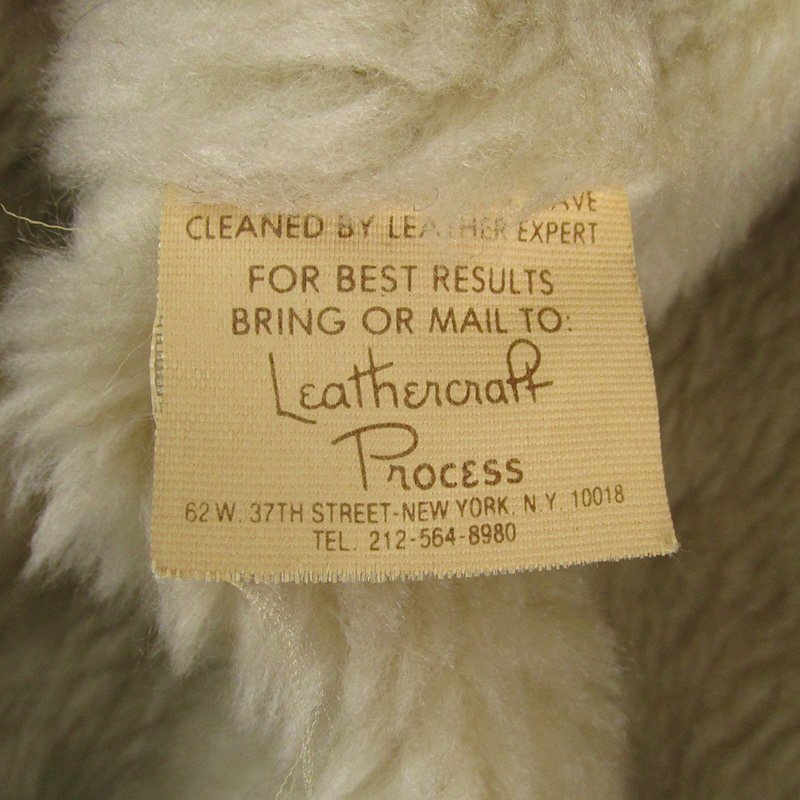 CLEANED BY LEATHER EXPERT
FOR BEST RESULTS
BRING OR MAIL TO:
Leathercraft
Process
62 W. 37TH STREET-NEW YORK, N.Y. 10018
TEL. 212-564-8980